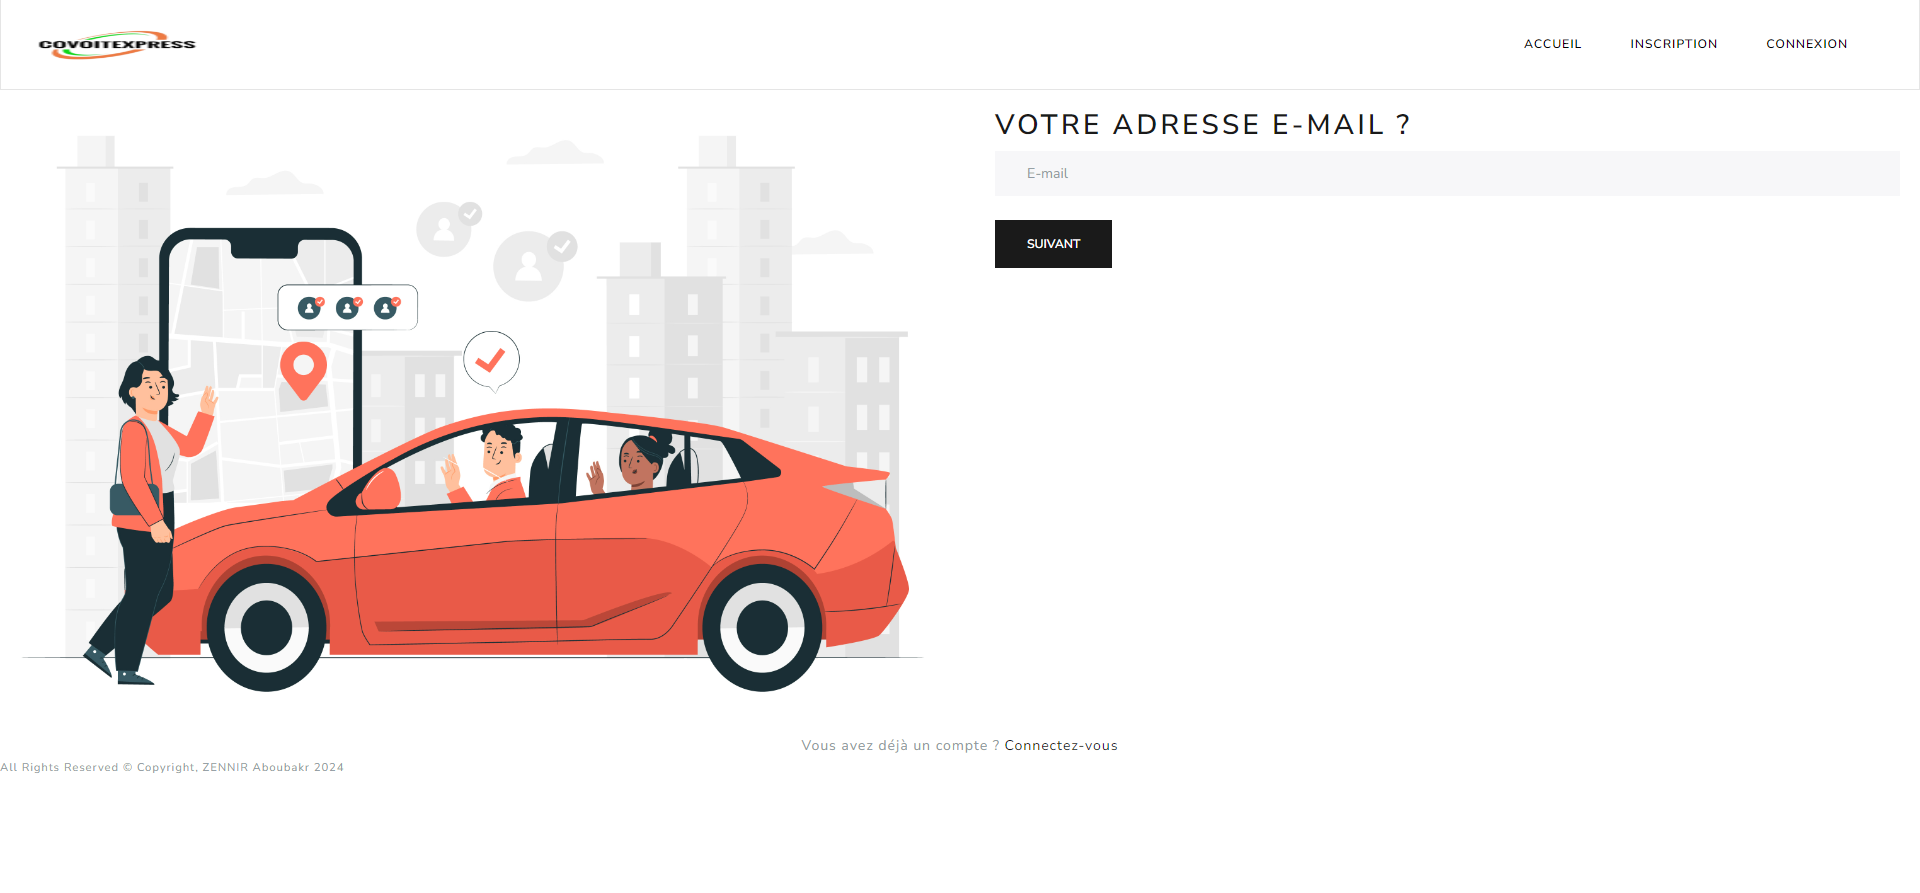 COVOITEXPRESS
ACCUEIL INSCRIPTION CONNEXION
VOTRE ADRESSE E-MAIL ?
E-mail
SUIVANT
Vous avez déjà un compte ? Connectez-vous
All Rights Reserved © Copyright, ZENNIR Aboubakr 2024